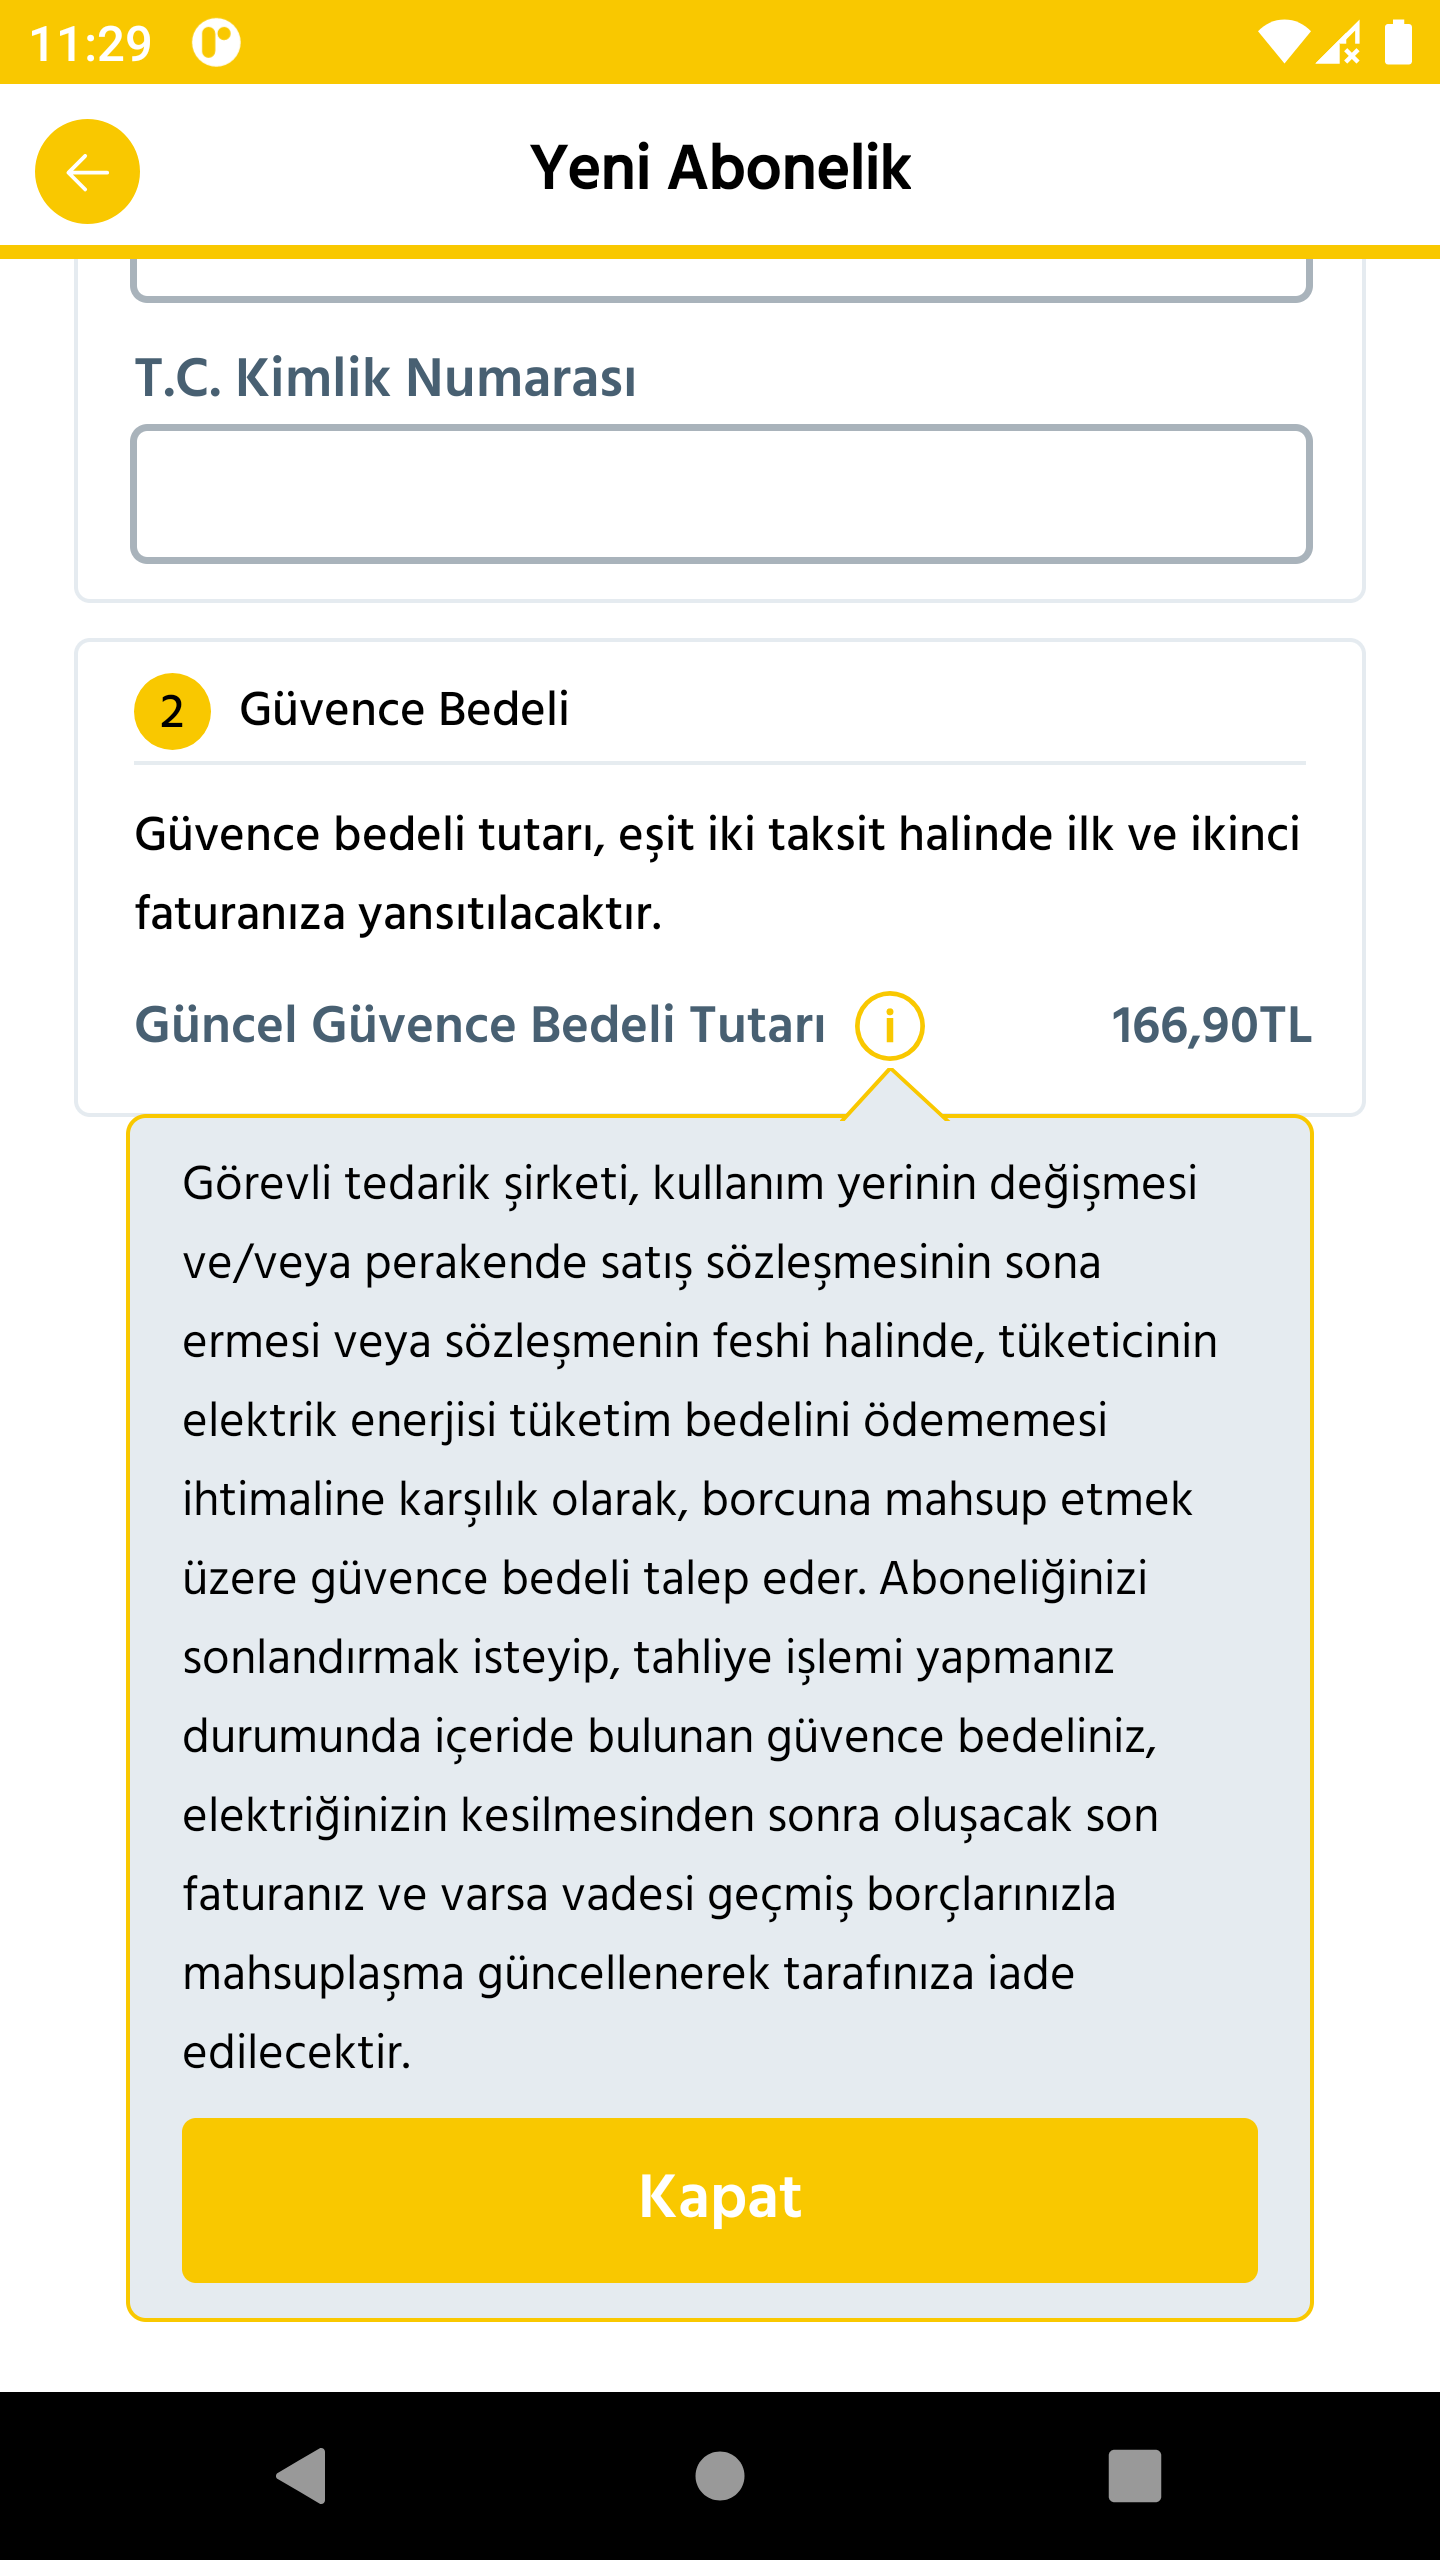 11:29
Yeni Abonelik
T.C. Kimlik Numarası
2 Güvence Bedeli
Güvence bedeli tutarı, eşit iki taksit halinde ilk ve ikinci
faturanıza yansıtılacaktır.
Güncel Güvence Bedeli Tutarı i 166,90TL
Görevli tedarik şirketi, kullanım yerinin değişmesi
ve/veya perakende satış sözleşmesinin sona
ermesi veya sözleşmenin feshi halinde, tüketicinin
elektrik enerjisi tüketim bedelini ödememesi
ihtimaline karşılık olarak, borcuna mahsup etmek
üzere güvence bedeli talep eder. Aboneliğinizi
sonlandırmak isteyip, tahliye işlemi yapmanız
durumunda içeride bulunan güvence bedeliniz,
elektriğinizin kesilmesinden sonra oluşacak son
faturanız ve varsa vadesi geçmiş borçlarınızla
mahsuplaşma güncellenerek tarafınıza iade
edilecektir.
Kapat